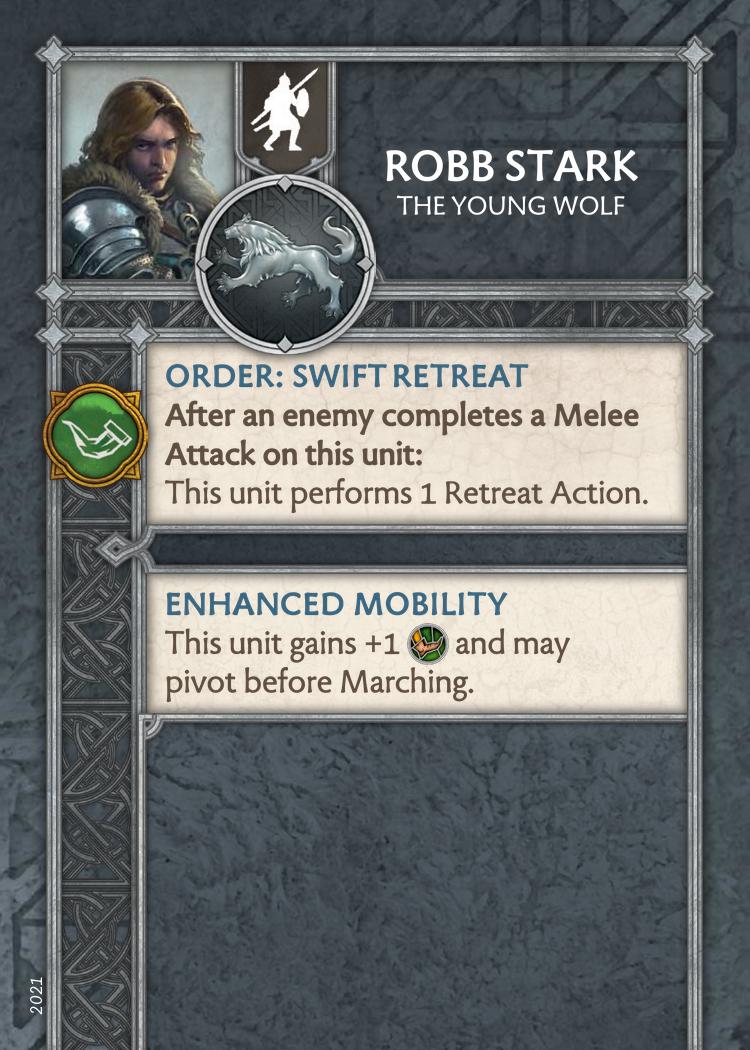 ROBB STARK
THE YOUNG WOLF
ORDER: SWIFT RETREAT
After an enemy completes a Melee
Attack on this unit:
This unit performs 1 Retreat Action.
ENHANCED MOBILITY
This unit gains +1 and may
pivot before Marching.
2021